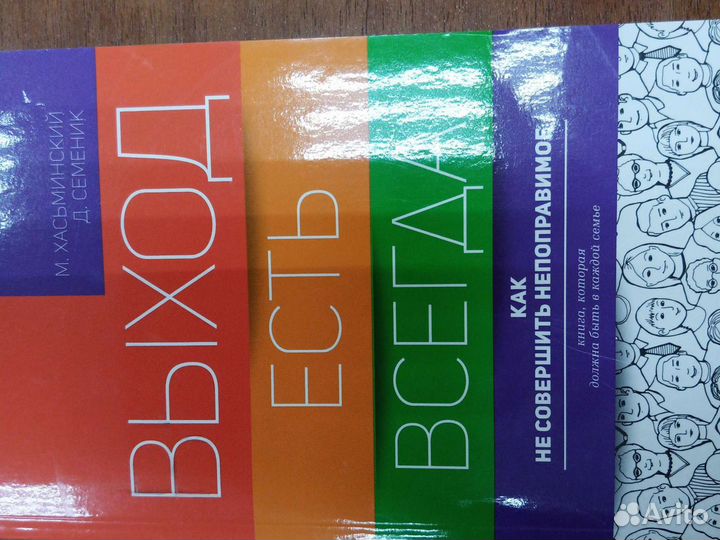 М. ХАСЬМИНСКИЙ
Д. СЕМЕНИК
ВЫХОД
ЕСТЬ
ВСЕГДА
КАК
НЕ СОВЕРШИТЬ НЕПОПРАВИМОЕ
книга, которая
должна быть в каждой семье
Avito